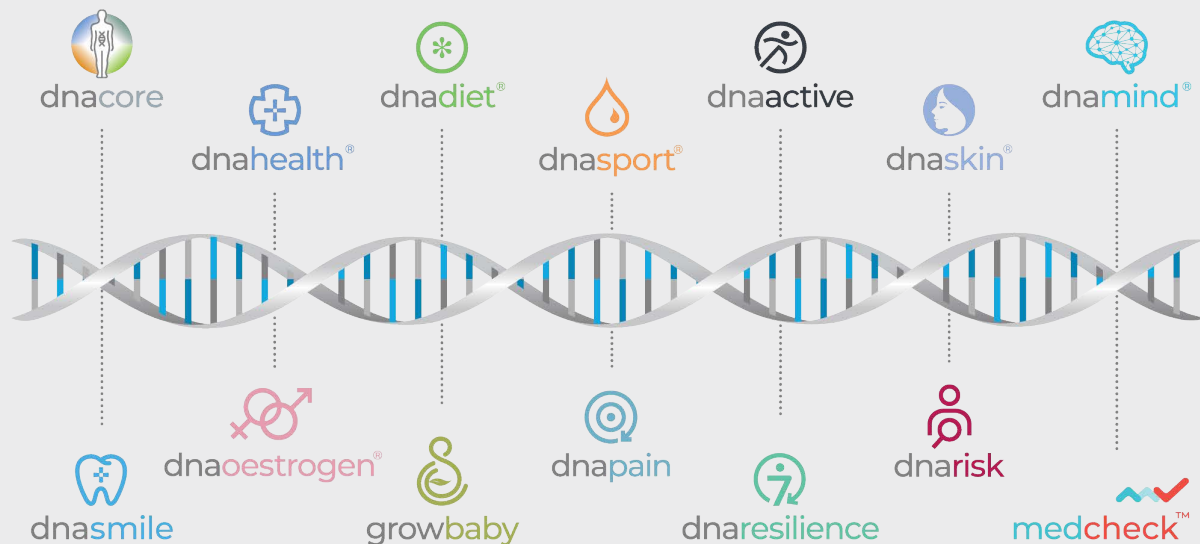 dnacore
dnahealth®
dnadiet®
dnasport®
dnaactive
dnaskin®
dnamind®
dnasmile
dnaoestrogen®
growbaby
dnapain
dnaresilience
dnarisk
medcheck™